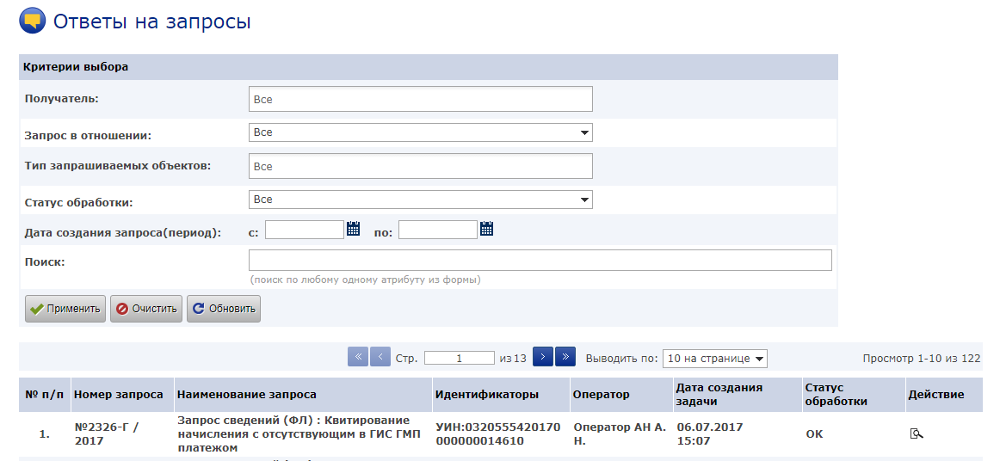 Ответы на запросы
Критерии выбора
Получатель: Все
Запрос в отношении: Все
Тип запрашиваемых объектов: Все
Статус обработки: Все
Дата создания запроса(период): с: по:
Поиск:
(поиск по любому одному атрибуту из формы)
Применить Очистить Обновить
« ‹ Стр. 1 из 13 › » Выводить по: 10 на странице Просмотр 1-10 из 122
№ п/п Номер запроса Наименование запроса Идентификаторы Оператор Дата создания задачи Статус обработки Действие
1. №2326-Г / 2017 Запрос сведений (ФЛ) : Квитирование начисления с отсутствующим в ГИС ГМП платежом УИН:0320555420170000000014610 Оператор АН А. Н. 06.07.2017 15:07 ОК